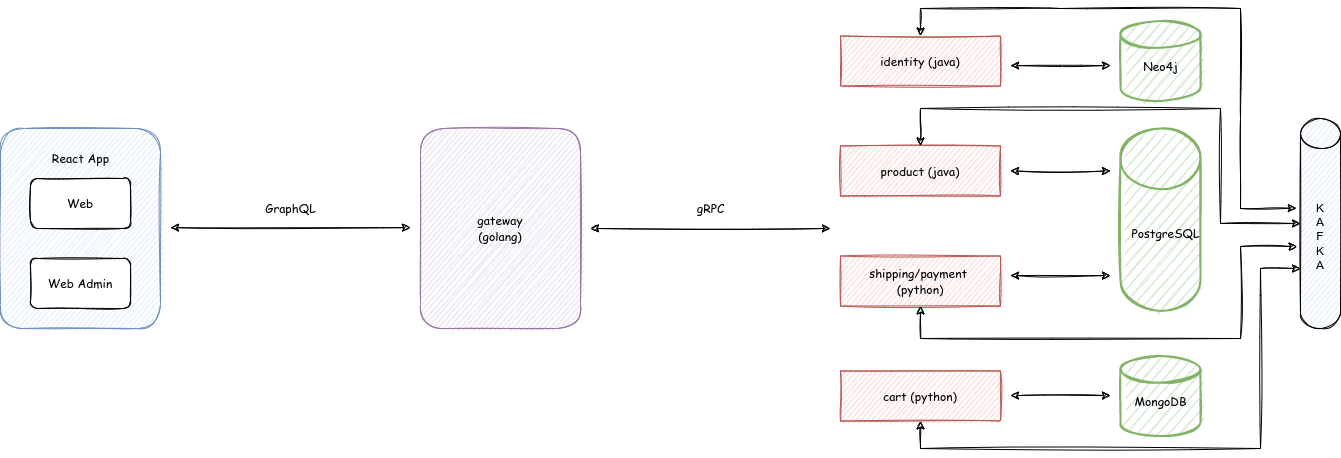 React App
Web
Web Admin
GraphQL
gateway
(golang)
gRPC
identity (java)
Neo4j
product (java)
PostgreSQL
shipping/payment
(python)
cart (python)
MongoDB
K
A
F
K
A